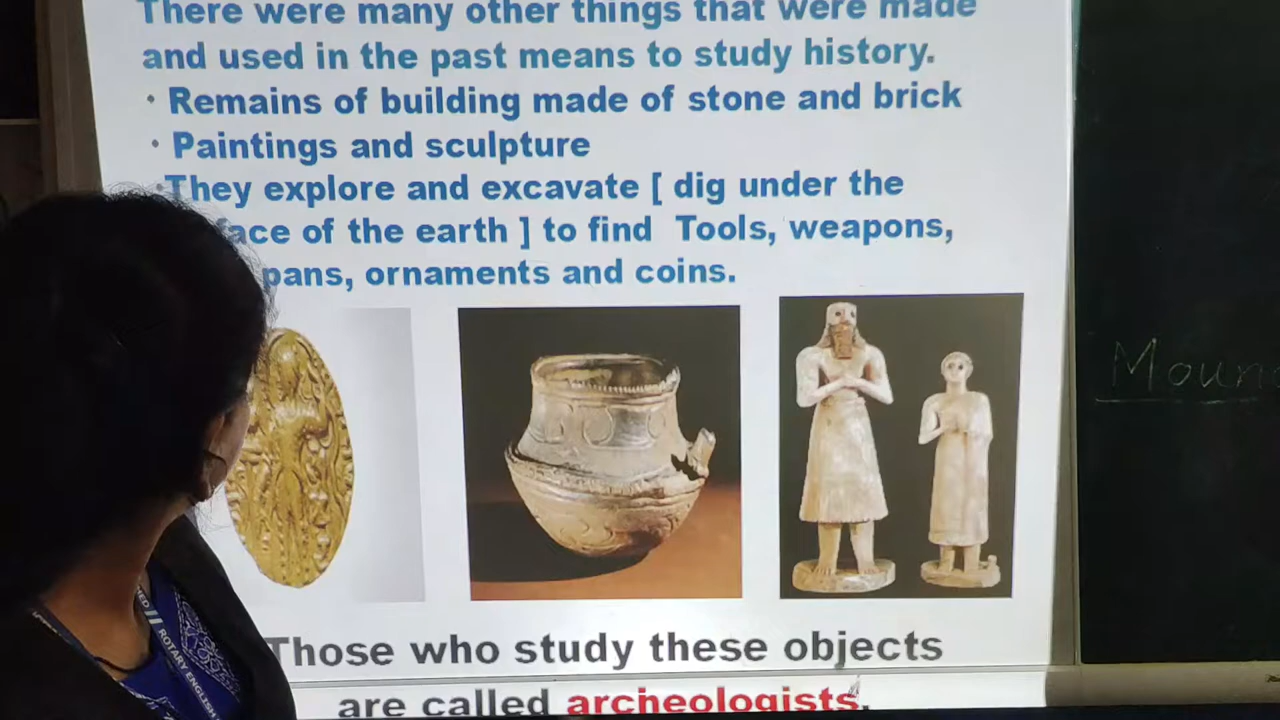 There were many other things that were made
and used in the past means to study history.
• Remains of building made of stone and brick
• Paintings and sculpture
• They explore and excavate [ dig under the
of the earth ] to find Tools, weapons,
pans, ornaments and coins.
Those who study these objects
are called archeologists.
ROTARY ENGLISH